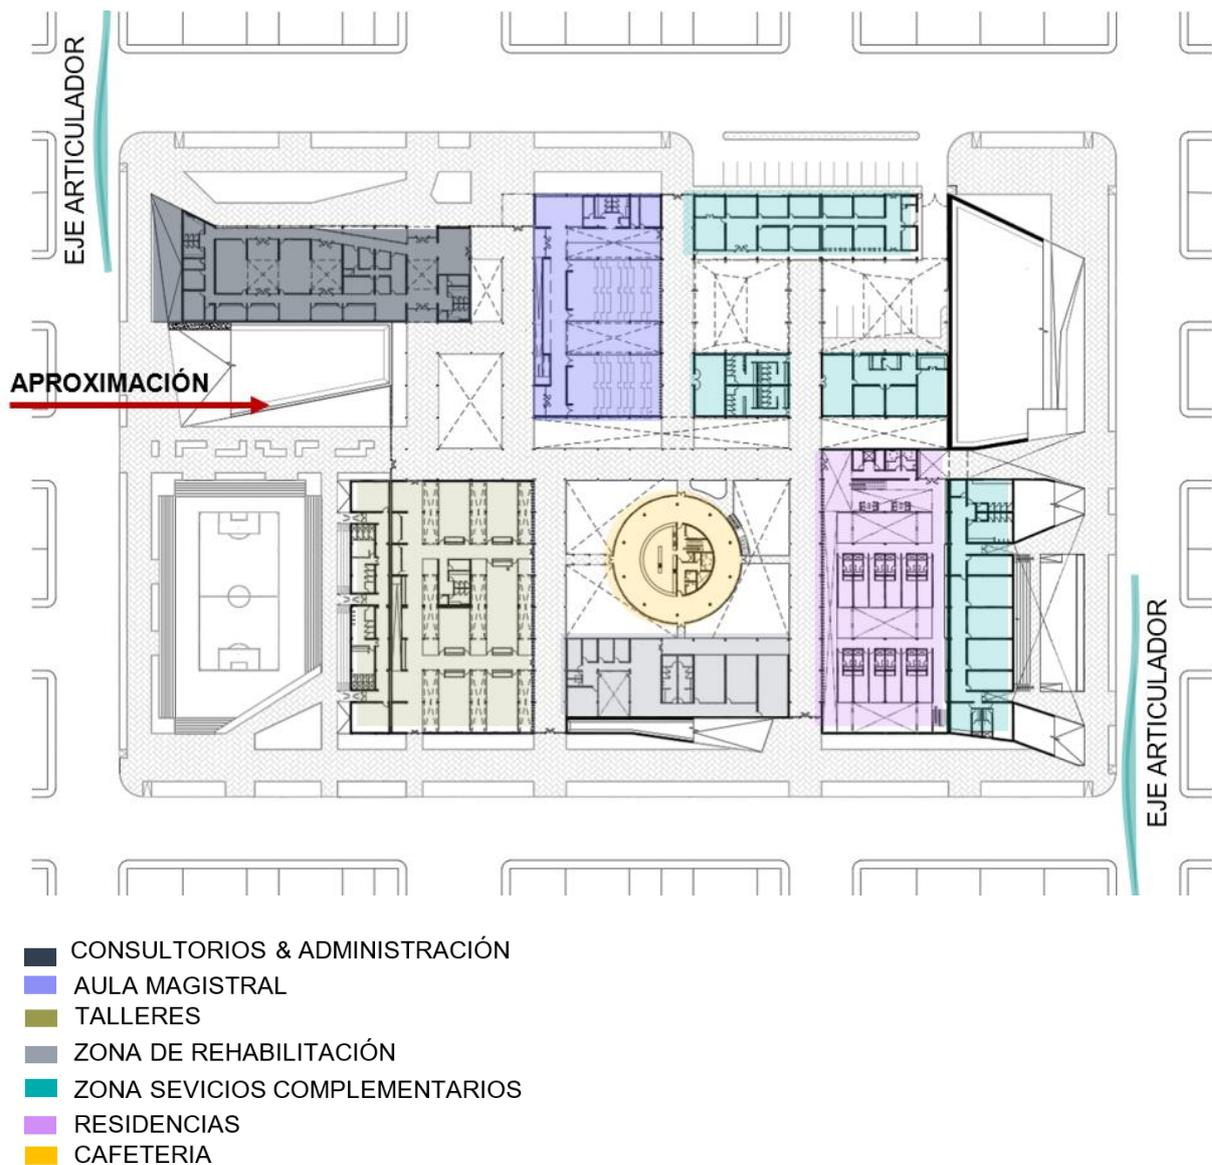 EJE ARTICULADOR
APROXIMACIÓN
EJE ARTICULADOR
CONSULTORIOS & ADMINISTRACIÓN
AULA MAGISTRAL
TALLERES
ZONA DE REHABILITACIÓN
ZONA SEVICIOS COMPLEMENTARIOS
RESIDENCIAS
CAFETERIA